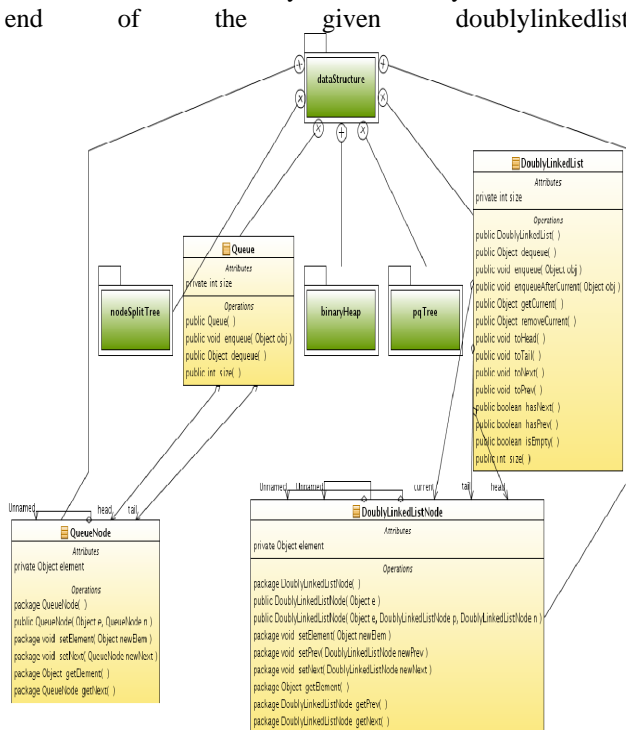 end of the given doublylinkedlist
dataStructure
DoublyLinkedList
Attributes
private int size
Operations
public DoublyLinkedList( )
public Object dequeue( )
public void enqueue( Object obj )
public void enqueueAfterCurrent( Object obj )
public Object getCurrent( )
public Object removeCurrent( )
public void toHead( )
public void toTail( )
public void toNext( )
public void toPrev( )
public boolean hasNext( )
public boolean hasPrev( )
public boolean isEmpty( )
public int size( )
Queue
Attributes
private int size
Operations
public Queue( )
public void enqueue( Object obj )
public Object dequeue( )
public int size( )
nodeSplitTree
binaryHeap
pqTree
Unnamed
head
tail
QueueNode
Attributes
private Object element
Operations
package QueueNode( )
public QueueNode( Object e, QueueNode n )
package void setElement( Object newElem )
package void setNext( QueueNode newNext )
package Object getElement( )
package QueueNode getNext( )
Unnamed
Unnamed
current
tail
head
DoublyLinkedListNode
Attributes
private Object element
Operations
package DoublyLinkedListNode( )
public DoublyLinkedListNode( Object e )
public DoublyLinkedListNode( Object e, DoublyLinkedListNode p, DoublyLinkedListNode n )
package void setElement( Object newElem )
package void setPrev( DoublyLinkedListNode newPrev )
package void setNext( DoublyLinkedListNode newNext )
package Object getElement( )
package DoublyLinkedListNode getPrev( )
package DoublyLinkedListNode getNext( )